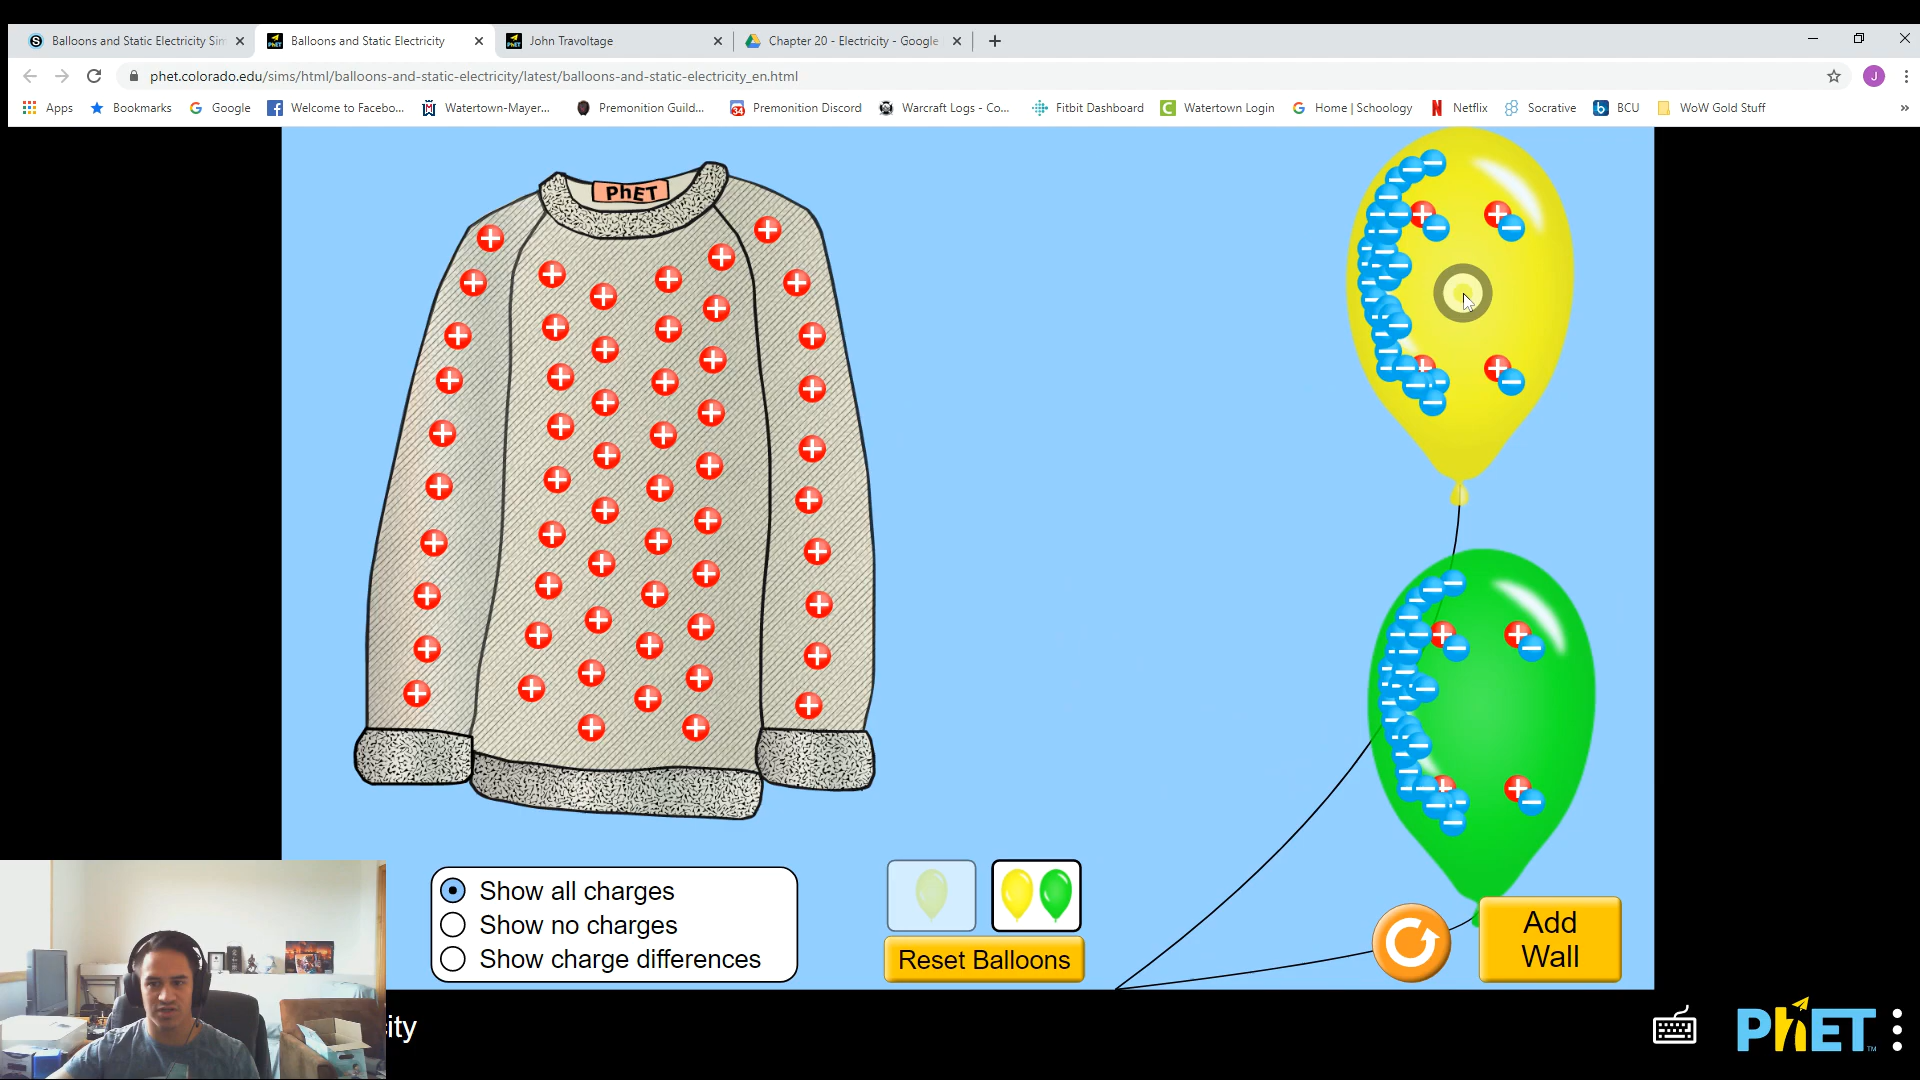 Balloons and Static Electricity Sim
Balloons and Static Electricity
John Travoltage
Chapter 20 - Electricity - Google
phet.colorado.edu/sims/html/balloons-and-static-electricity/latest/balloons-and-static-electricity_en.html
J
Apps
Bookmarks
Google
Welcome to Facebo...
Watertown-Mayer...
Premonition Guild...
Premonition Discord
Warcraft Logs - Co...
Fitbit Dashboard
Watertown Login
Home | Schoology
Netflix
Socrative
BCU
WoW Gold Stuff
PhET
Show all charges
Show no charges
Show charge differences
Reset Balloons
Add
Wall
city
PhET